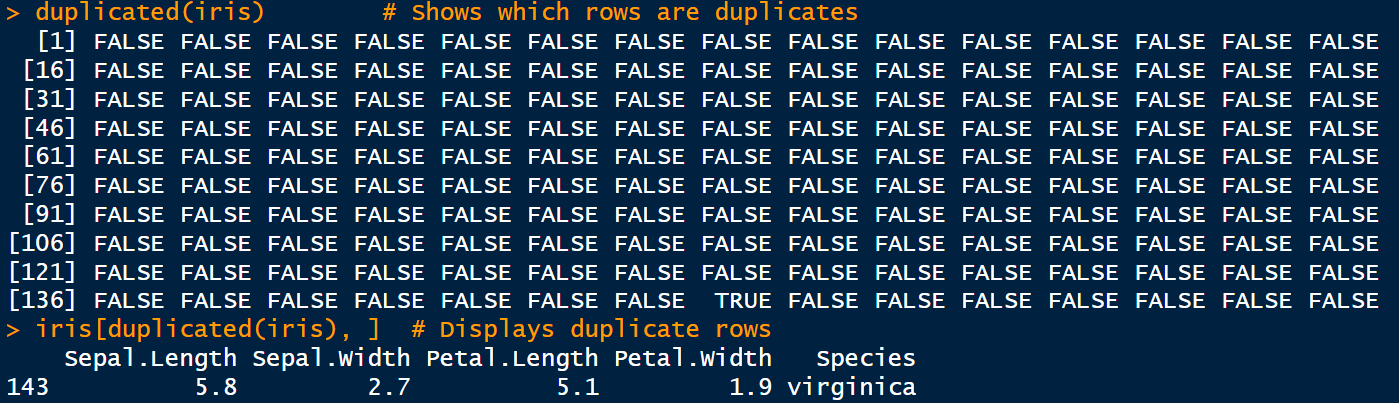 > duplicated(iris)        # Shows which rows are duplicates
  [1] FALSE FALSE FALSE FALSE FALSE FALSE FALSE FALSE FALSE FALSE FALSE FALSE FALSE FALSE FALSE
 [16] FALSE FALSE FALSE FALSE FALSE FALSE FALSE FALSE FALSE FALSE FALSE FALSE FALSE FALSE FALSE
 [31] FALSE FALSE FALSE FALSE FALSE FALSE FALSE FALSE FALSE FALSE FALSE FALSE FALSE FALSE FALSE
 [46] FALSE FALSE FALSE FALSE FALSE FALSE FALSE FALSE FALSE FALSE FALSE FALSE FALSE FALSE FALSE
 [61] FALSE FALSE FALSE FALSE FALSE FALSE FALSE FALSE FALSE FALSE FALSE FALSE FALSE FALSE FALSE
 [76] FALSE FALSE FALSE FALSE FALSE FALSE FALSE FALSE FALSE FALSE FALSE FALSE FALSE FALSE FALSE
 [91] FALSE FALSE FALSE FALSE FALSE FALSE FALSE FALSE FALSE FALSE FALSE FALSE FALSE FALSE FALSE
[106] FALSE FALSE FALSE FALSE FALSE FALSE FALSE FALSE FALSE FALSE FALSE FALSE FALSE FALSE FALSE
[121] FALSE FALSE FALSE FALSE FALSE FALSE FALSE FALSE FALSE FALSE FALSE FALSE FALSE FALSE FALSE
[136] FALSE FALSE FALSE FALSE FALSE FALSE FALSE  TRUE FALSE FALSE FALSE FALSE FALSE FALSE FALSE
> iris[duplicated(iris), ]  # Displays duplicate rows
    Sepal.Length Sepal.Width Petal.Length Petal.Width   Species
143          5.8         2.7          5.1         1.9 virginica